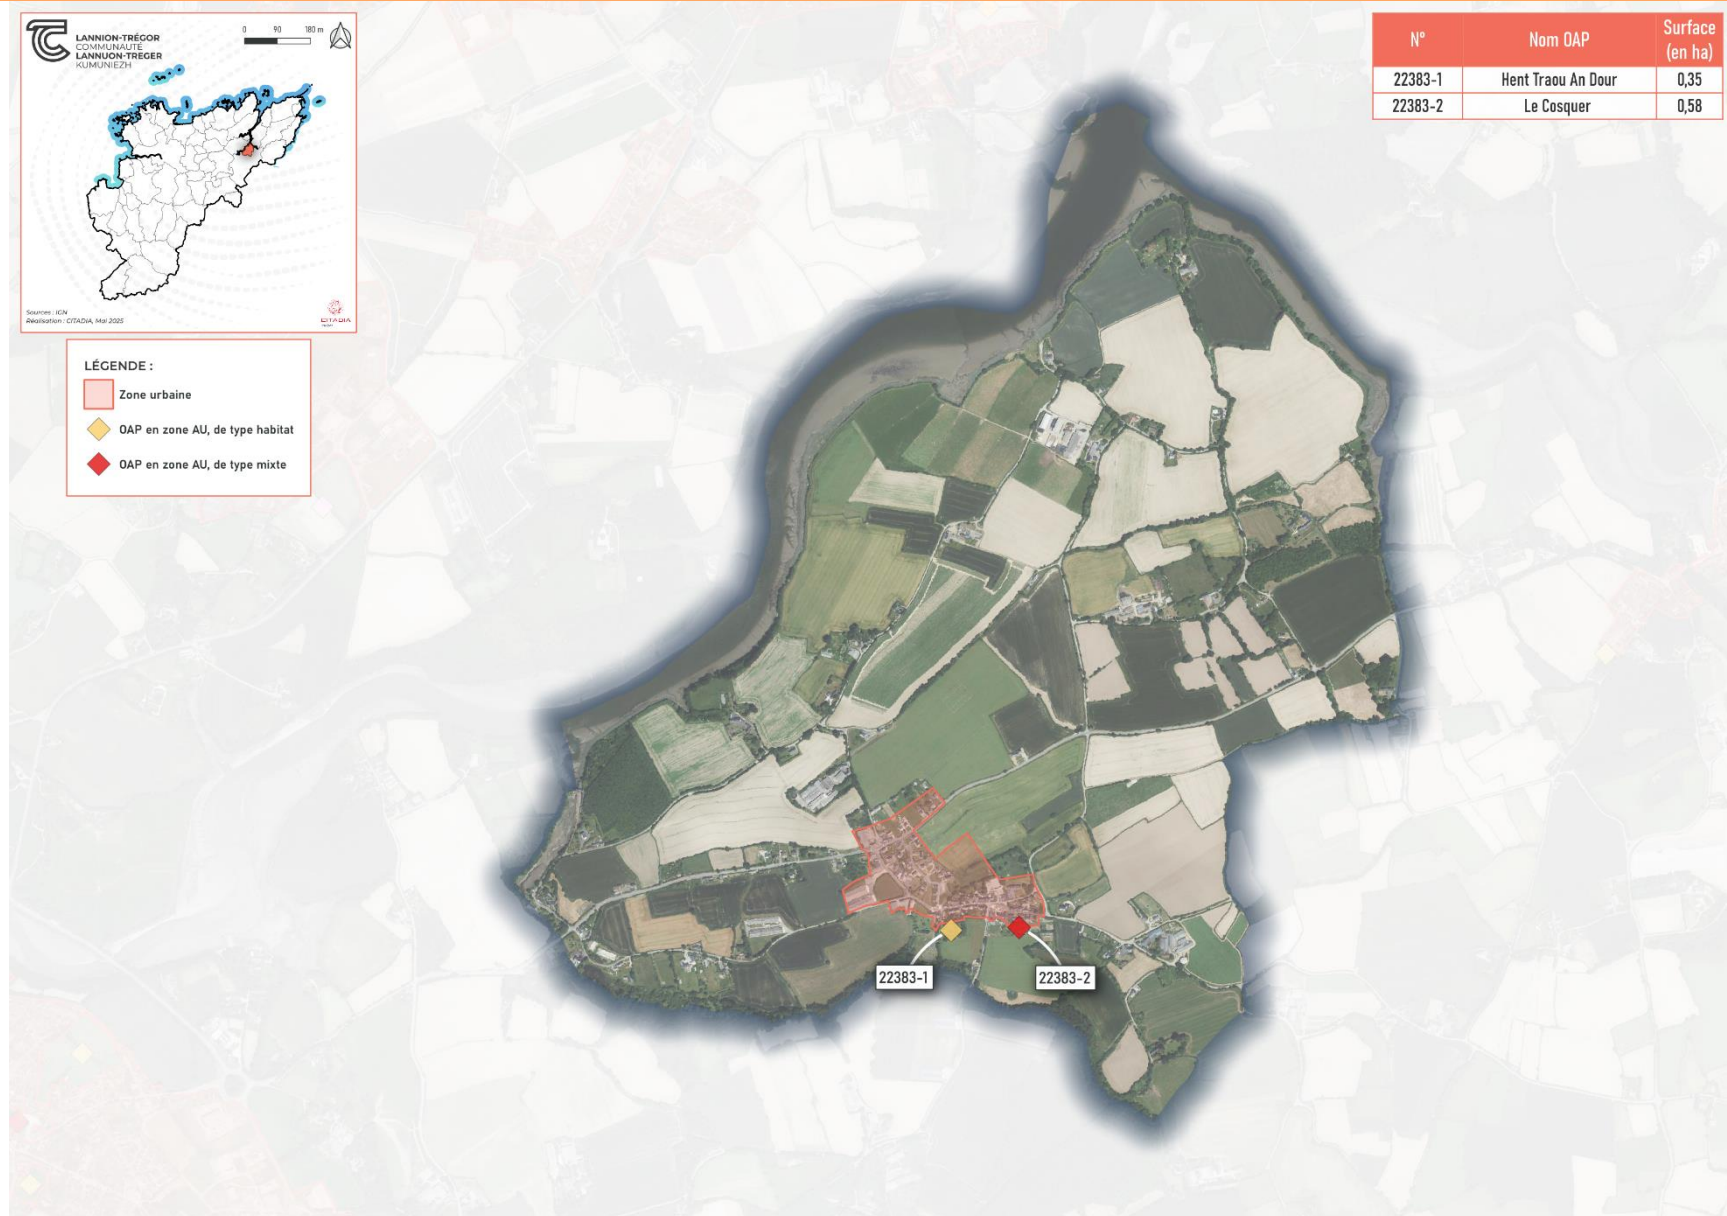 LANNION-TRÉGOR
COMMUNAUTÉ
LANNUON-TREGER
KUMUNIEZH
0 90 180 m
Sources : IGN
Réalisation : CITADIA, Mai 2025
CITADIA
LÉGENDE :
Zone urbaine
OAP en zone AU, de type habitat
OAP en zone AU, de type mixte
N° Nom OAP Surface
(en ha)
22383-1 Hent Traou An Dour 0,35
22383-2 Le Cosquer 0,58
22383-1
22383-2